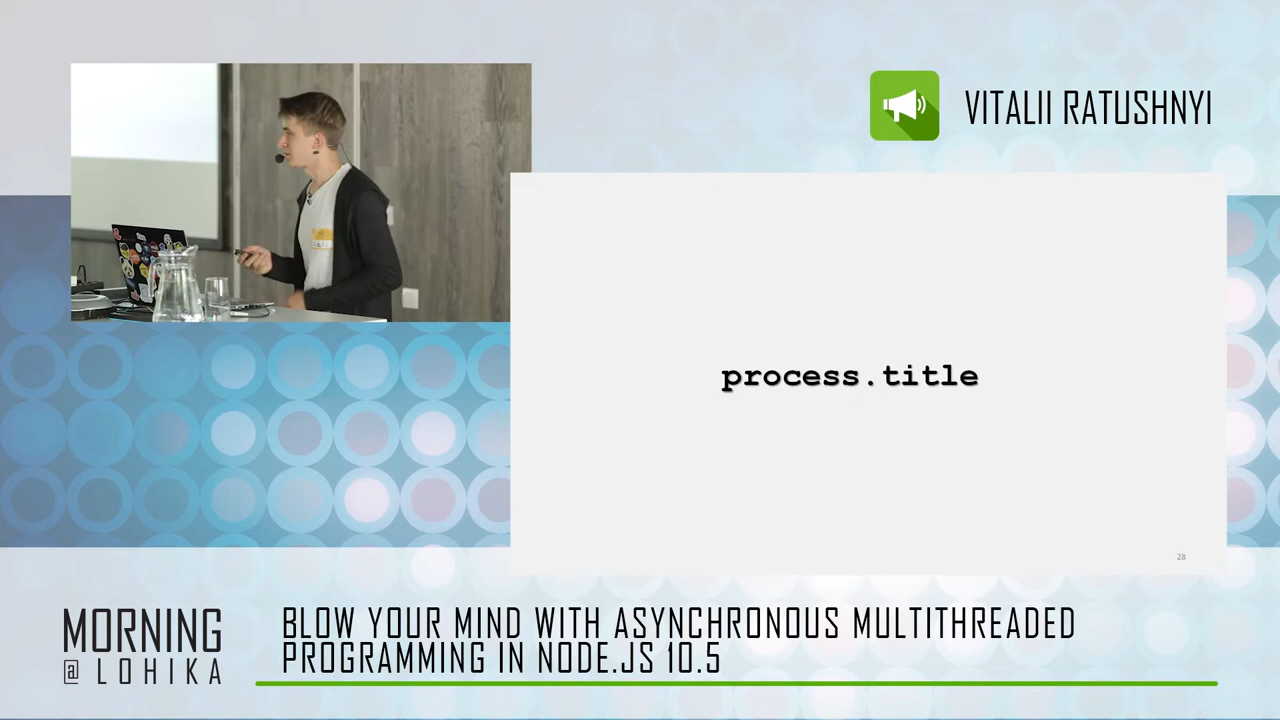 VITALII RATUSHNYI
process.title
28
MORNING
@ LOHIKA
BLOW YOUR MIND WITH ASYNCHRONOUS MULTITHREADED
PROGRAMMING IN NODE.JS 10.5